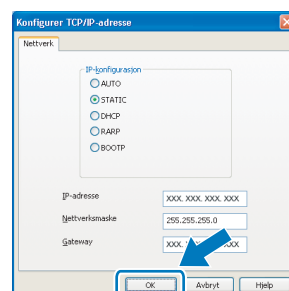 Konfigurer TCP/IP-adresse
Nettverk
IP-konfigurasjon
AUTO
STATIC
DHCP
RARP
BOOTP
IP-adresse XXX. XXX. XXX. XXX
Nettverksmaske 255.255.255.0
Gateway XXX.
OK Avbryt Hjelp